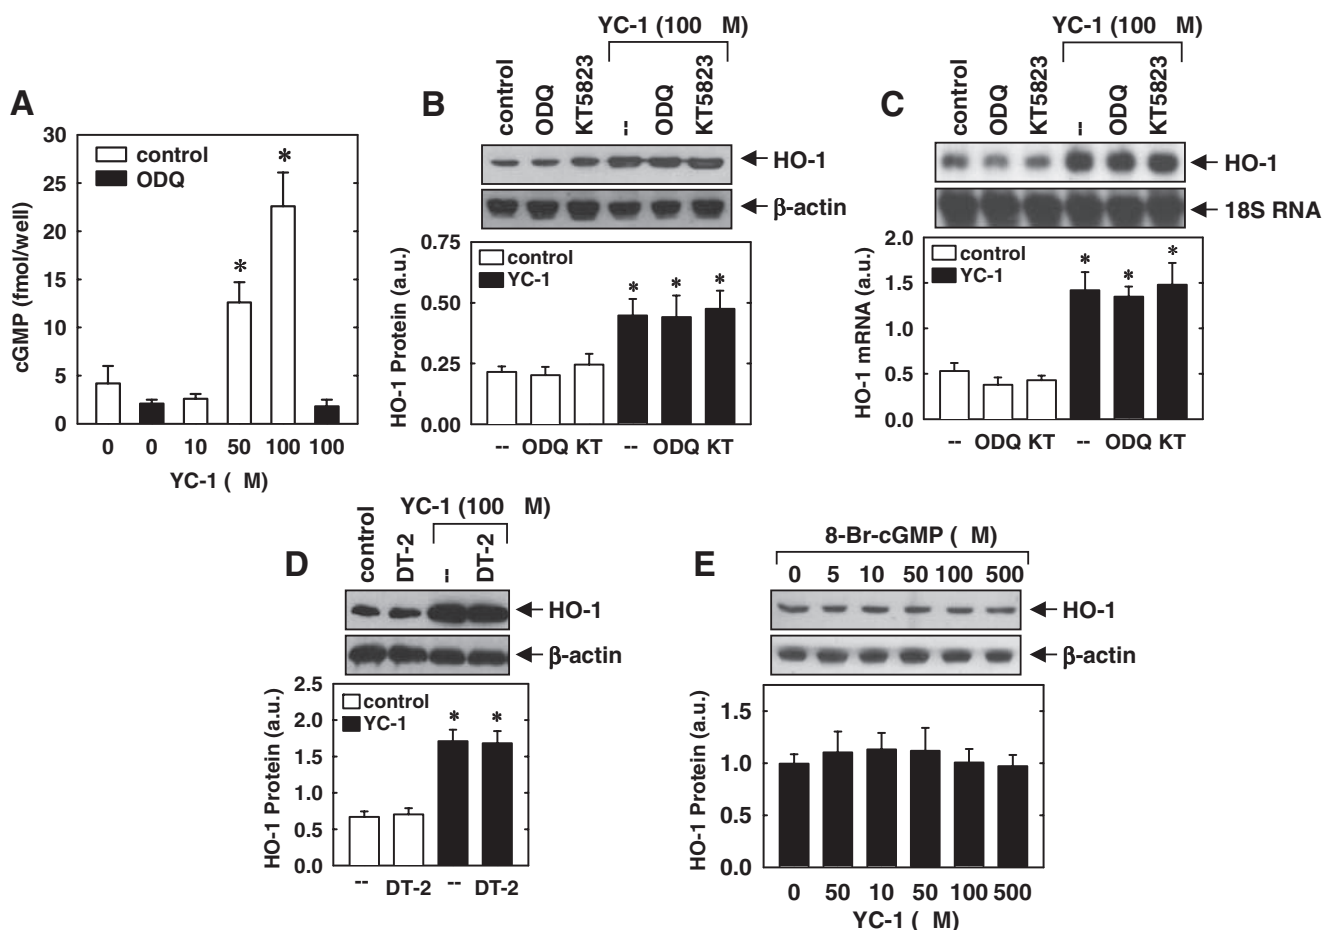 A
30
25
20
15
10
5
0
cGMP (fmol/well)
control
ODQ
*
*
0 0 10 50 100 100
YC-1 ( M)
B
YC-1 (100 M)
control ODQ KT5823 -- ODQ KT5823
HO-1
β-actin
0.75
0.50
0.25
0.00
HO-1 Protein (a.u.)
control
YC-1
* * *
-- ODQ KT -- ODQ KT
C
YC-1 (100 M)
control ODQ KT5823 -- ODQ KT5823
HO-1
18S RNA
2.0
1.5
1.0
0.5
0.0
HO-1 mRNA (a.u.)
control
YC-1
* * *
-- ODQ KT -- ODQ KT
D
YC-1 (100 M)
control DT-2 -- DT-2
HO-1
β-actin
2.5
2.0
1.5
1.0
0.5
0.0
HO-1 Protein (a.u.)
control
YC-1
* *
-- DT-2 -- DT-2
E
8-Br-cGMP ( M)
0 5 10 50 100 500
HO-1
β-actin
1.5
1.0
0.5
0.0
HO-1 Protein (a.u.)
0 50 10 50 100 500
YC-1 ( M)